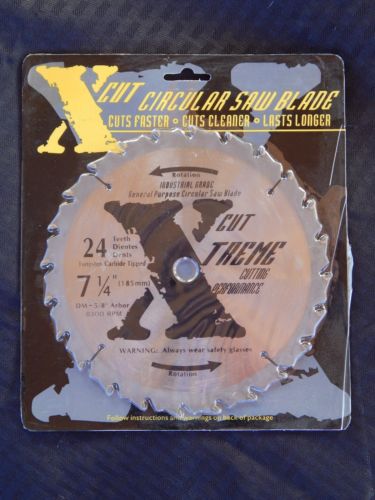 X CUT CIRCULAR SAW BLADE
CUTS FASTER • CUTS CLEANER • LASTS LONGER
Rotation
INDUSTRIAL GRADE
General Purpose Circular Saw Blade
X CUT
TREME
CUTTING
PERFORMANCE
24 Teeth
Dientes
Dents
Tungsten Carbide Tipped
7 1/4" (185mm)
DM-5/8" Arbor
8300 RPM
WARNING: Always wear safety glasses
Rotation
Follow instructions and warnings on back of package